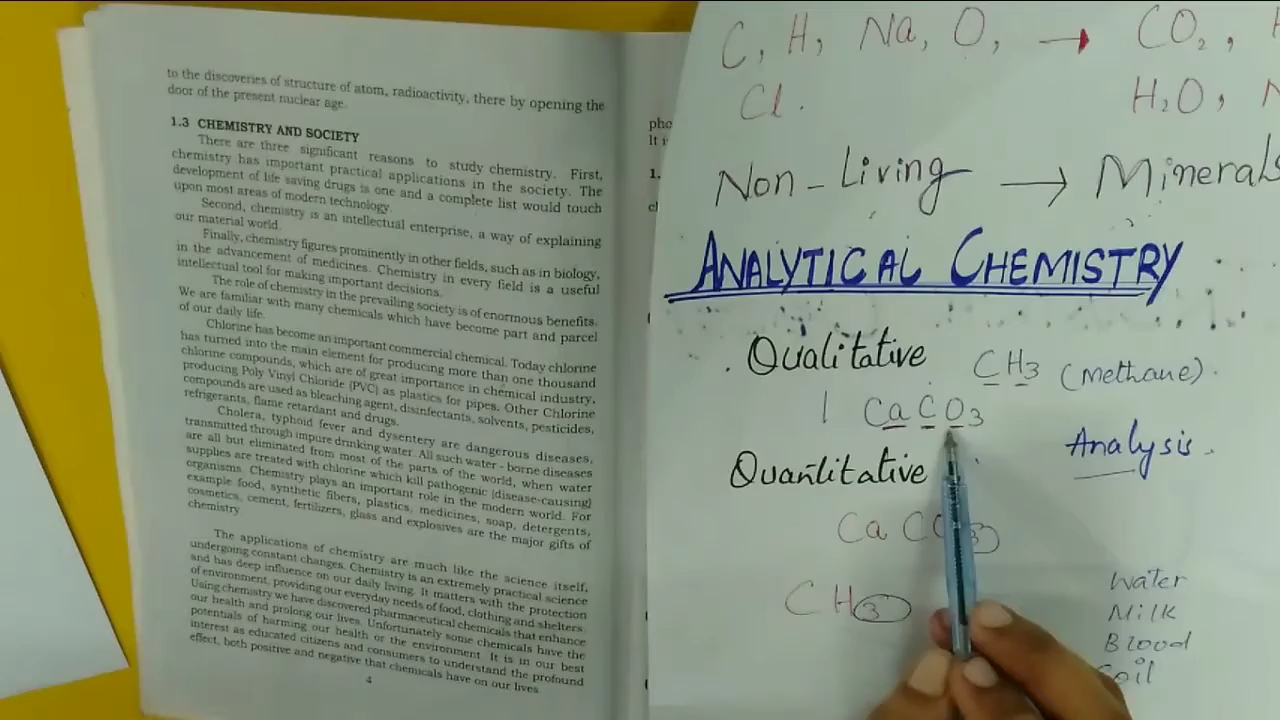 to the discoveries of structure of atom, radioactivity, there by opening the
door of the present nuclear age.
1.3 CHEMISTRY AND SOCIETY
There are three significant reasons to study chemistry. First,
chemistry has important practical applications in the society. The
development of life saving drugs is one and a complete list would touch
upon most areas of modern technology.
Second, chemistry is an intellectual enterprise, a way of explaining
our material world.
Finally, chemistry figures prominently in other fields, such as in biology,
in the advancement of medicines. Chemistry in every field is a useful
intellectual tool for making important decisions.
The role of chemistry in the prevailing society is of enormous benefits.
We are familiar with many chemicals which have become part and parcel
of our daily life.
Chlorine has become an important commercial chemical. Today chlorine
has turned into the main element for producing more than one thousand
chlorine compounds, which are of great importance in chemical industry,
producing Poly Vinyl Chloride (PVC) as plastics for pipes. Other Chlorine
compounds are used as bleaching agent, disinfectants, solvents, pesticides,
refrigerants, flame retardant and drugs.
Cholera, typhoid fever and dysentery are dangerous diseases,
transmitted through impure drinking water. All such water - borne diseases
are all but eliminated from most of the parts of the world, when water
supplies are treated with chlorine which kill pathogenic (disease-causing)
organisms. Chemistry plays an important role in the modern world. For
example food, synthetic fibers, plastics, medicines, soap, detergents,
cosmetics, cement, fertilizers, glass and explosives are the major gifts of
chemistry
The applications of chemistry are much like the science itself,
undergoing constant changes. Chemistry is an extremely practical science
and has deep influence on our daily living. It matters with the protection
of environment, providing our everyday needs of food, clothing and shelters.
Using chemistry we have discovered pharmaceutical chemicals that enhance
our health and prolong our lives. Unfortunately some chemicals have the
potentials of harming our health or the environment. It is in our best
interest as educated citizens and consumers to understand the profound
effect, both positive and negative that chemicals have on our lives.
4
pho
It i
1.
C, H, Na, O, → CO₂,
Cl. H₂O,
Non-Living → Minerals
ANALYTICAL CHEMISTRY
Qualitative CH3 (Methane).
CaCO3
Analysis.
Quantitative
Ca CO3
CH3
Water
Milk
Blood
Soil